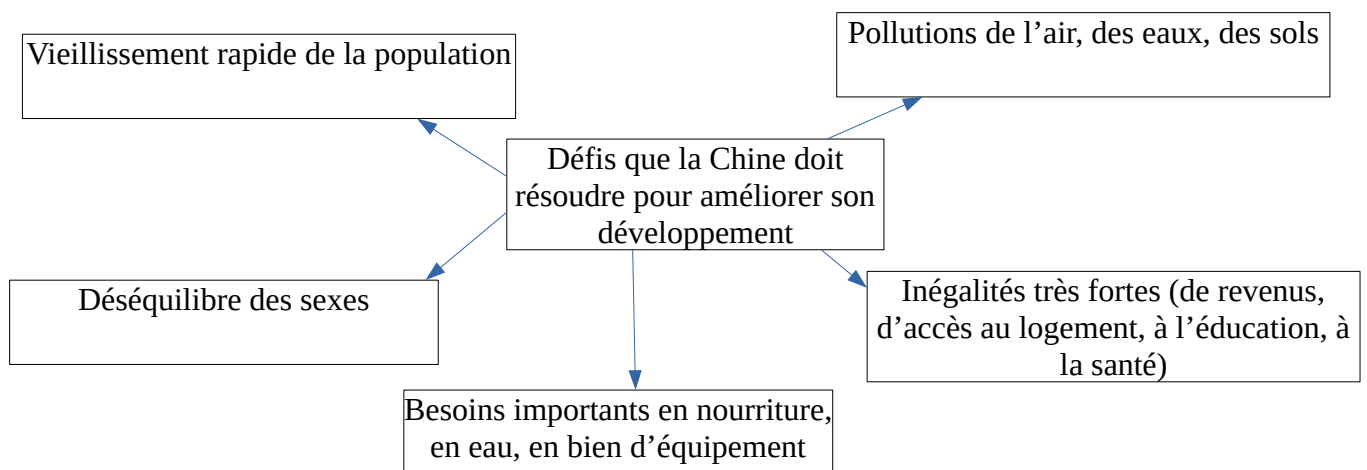 Vieillissement rapide de la population
Pollutions de l’air, des eaux, des sols
Défis que la Chine doit
résoudre pour améliorer son
développement
Déséquilibre des sexes
Inégalités très fortes (de revenus,
d’accès au logement, à l’éducation, à
la santé)
Besoins importants en nourriture,
en eau, en bien d’équipement